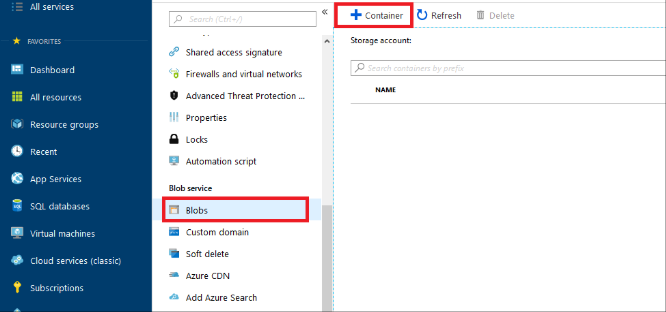 All services
FAVORITES
Dashboard
All resources
Resource groups
Recent
App Services
SQL databases
Virtual machines
Cloud services (classic)
Subscriptions
Search (Ctrl+/)
«
Shared access signature
Firewalls and virtual networks
Advanced Threat Protection ...
Properties
Locks
Automation script
Blob service
Blobs
Custom domain
Soft delete
Azure CDN
Add Azure Search
Container Refresh Delete
Storage account:
Search containers by prefix
NAME